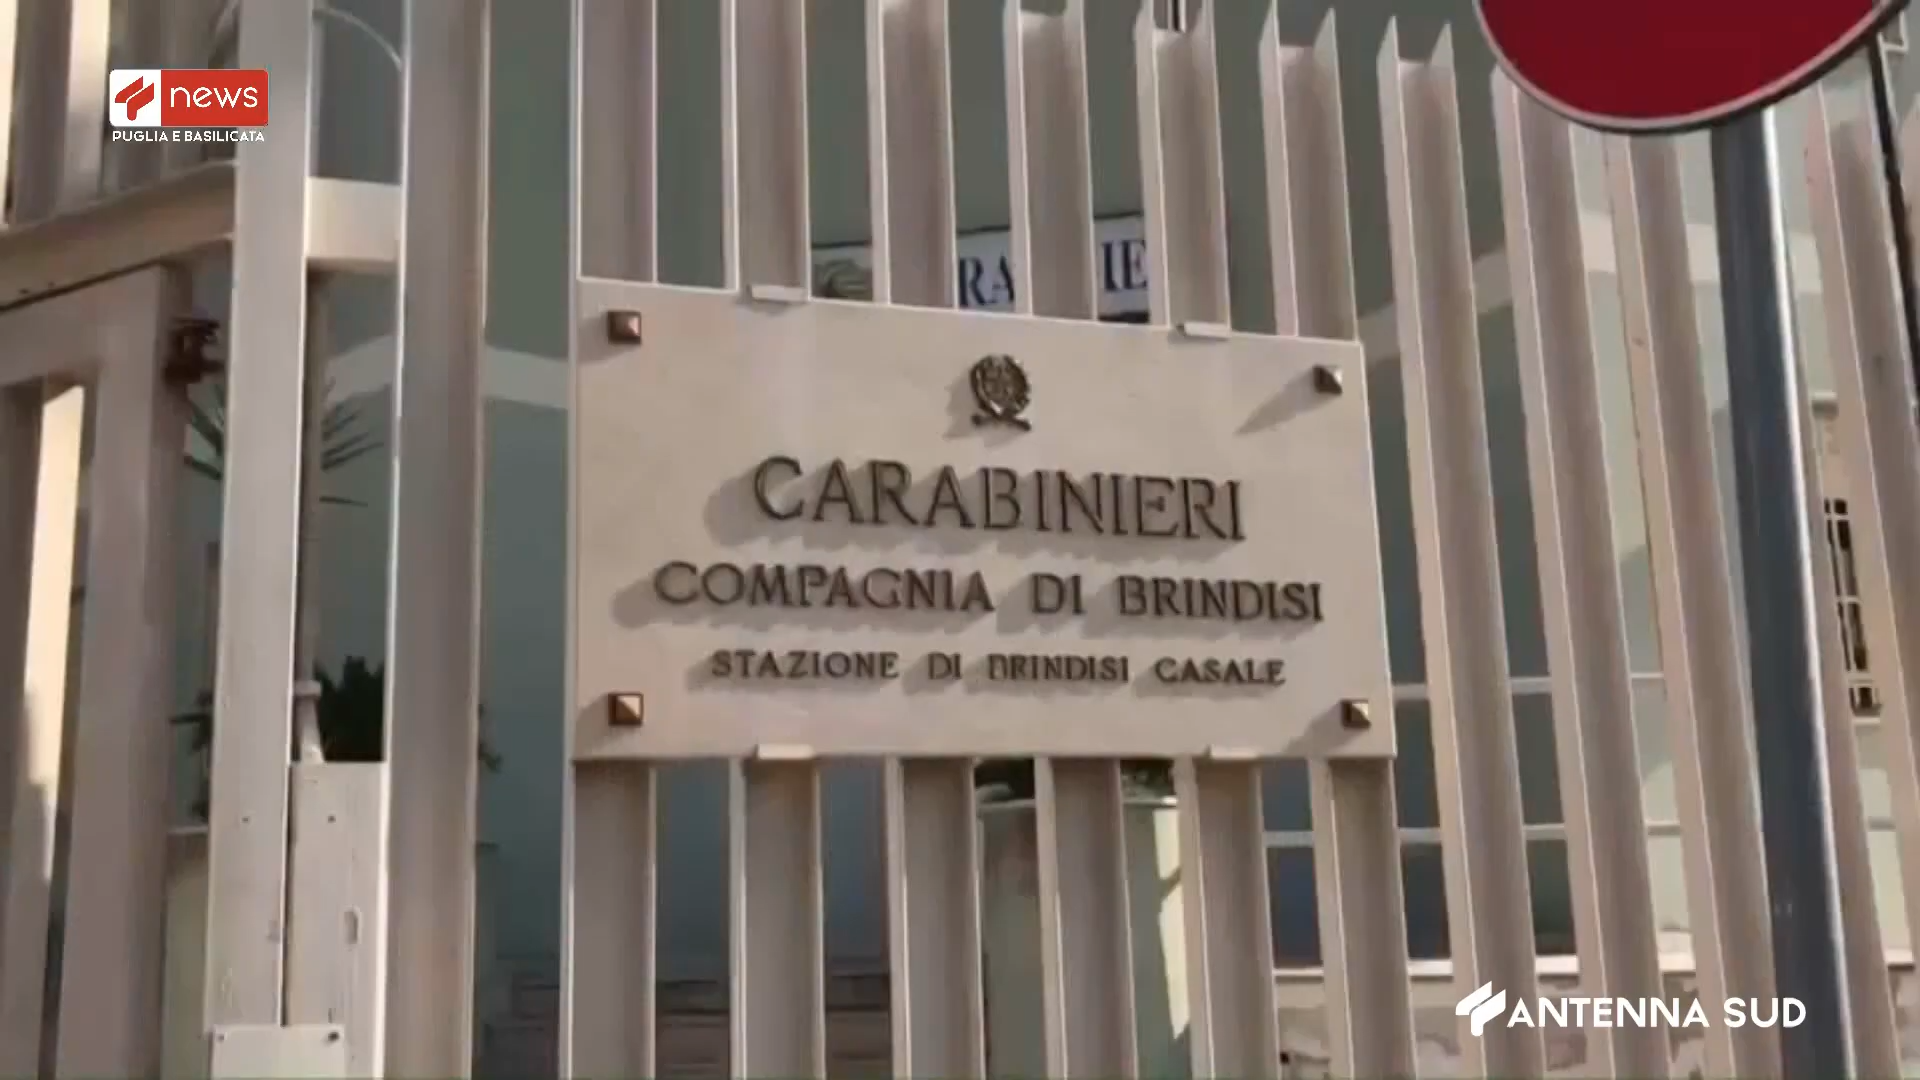 news
PUGLIA E BASILICATA
CARABINIERI
COMPAGNIA DI BRINDISI
STAZIONE DI BRINDISI CASALE
ANTENNA SUD